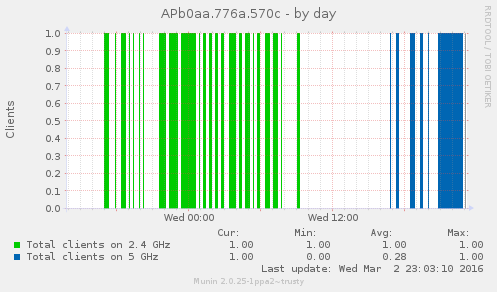 APb0aa.776a.570c - by day
RRDTOOL / TOBI OETIKER
Clients
1.0
0.9
0.8
0.7
0.6
0.5
0.4
0.3
0.2
0.1
0.0
Wed 00:00 Wed 12:00
Cur: Min: Avg: Max:
Total clients on 2.4 GHz 1.00 1.00 1.00 1.00
Total clients on 5 GHz 1.00 0.00 0.28 1.00
Last update: Wed Mar 2 23:03:10 2016
Munin 2.0.25-1ppa2~trusty